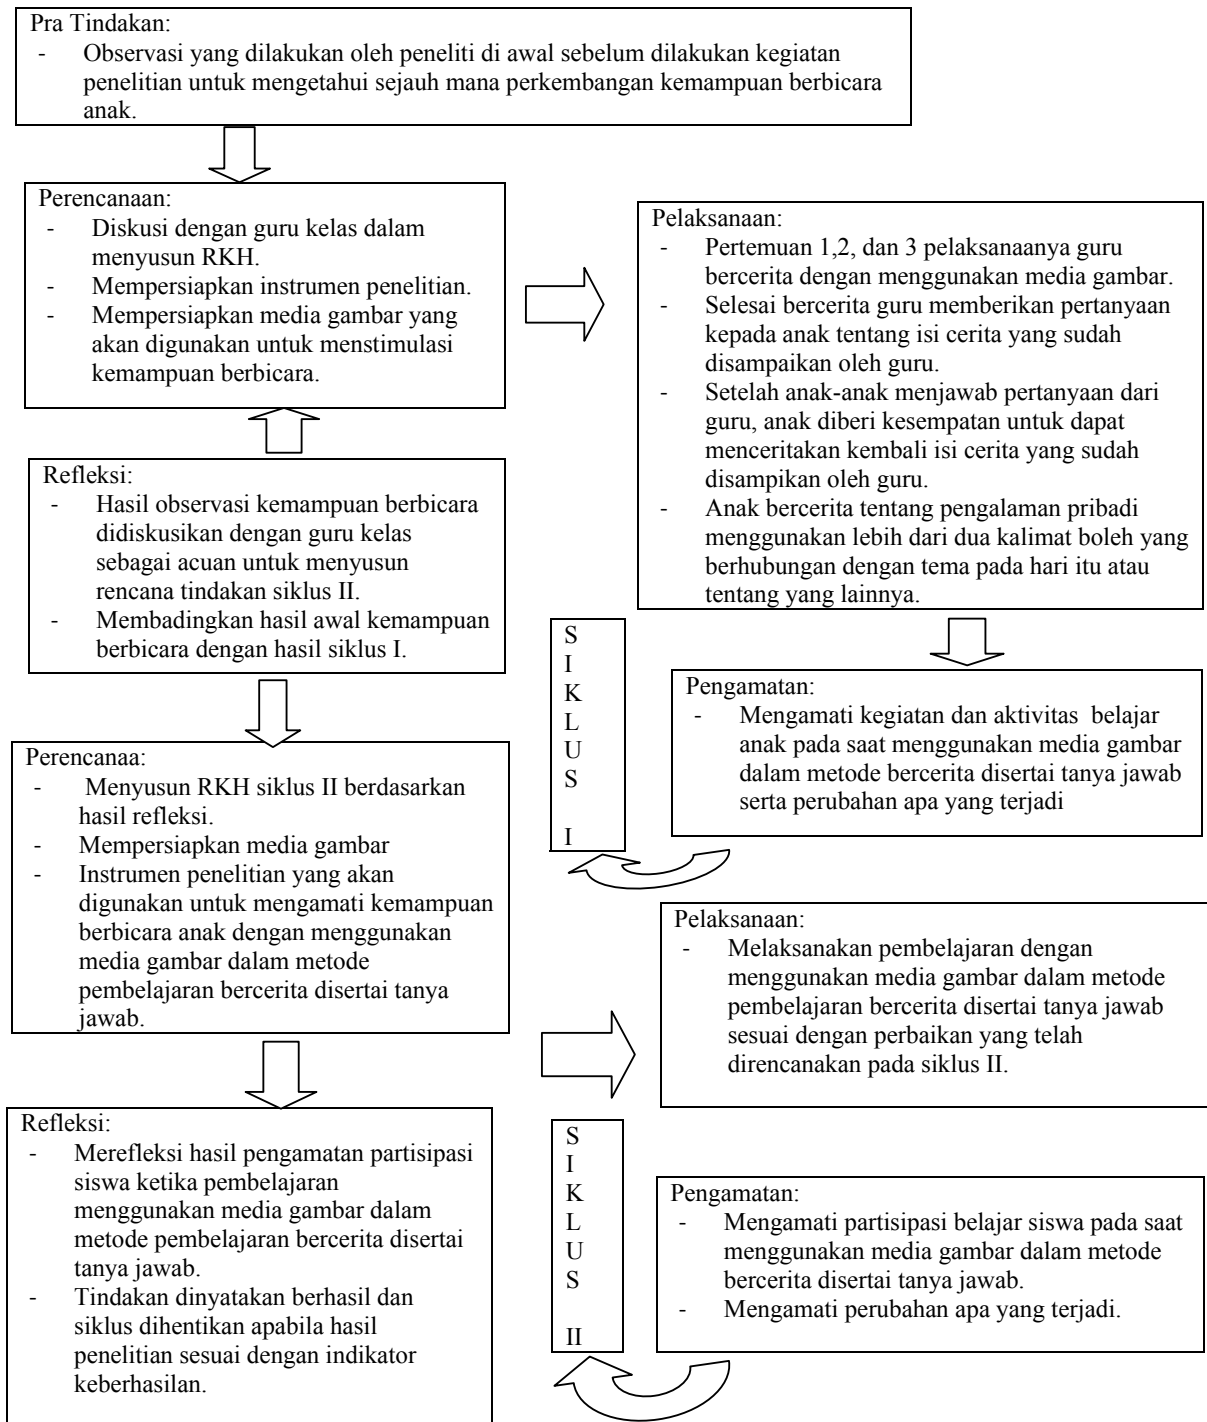 Pra Tindakan:
- Observasi yang dilakukan oleh peneliti di awal sebelum dilakukan kegiatan
penelitian untuk mengetahui sejauh mana perkembangan kemampuan berbicara
anak.
Perencanaan:
- Diskusi dengan guru kelas dalam
menyusun RKH.
- Mempersiapkan instrumen penelitian.
- Mempersiapkan media gambar yang
akan digunakan untuk menstimulasi
kemampuan berbicara.
Pelaksanaan:
- Pertemuan 1,2, dan 3 pelaksanaanya guru
bercerita dengan menggunakan media gambar.
- Selesai bercerita guru memberikan pertanyaan
kepada anak tentang isi cerita yang sudah
disampaikan oleh guru.
- Setelah anak-anak menjawab pertanyaan dari
guru, anak diberi kesempatan untuk dapat
menceritakan kembali isi cerita yang sudah
disampikan oleh guru.
- Anak bercerita tentang pengalaman pribadi
menggunakan lebih dari dua kalimat boleh yang
berhubungan dengan tema pada hari itu atau
tentang yang lainnya.
Refleksi:
- Hasil observasi kemampuan berbicara
didiskusikan dengan guru kelas
sebagai acuan untuk menyusun
rencana tindakan siklus II.
- Membadingkan hasil awal kemampuan
berbicara dengan hasil siklus I.
S
I
K
L
U
S
I
Pengamatan:
- Mengamati kegiatan dan aktivitas belajar
anak pada saat menggunakan media gambar
dalam metode bercerita disertai tanya jawab
serta perubahan apa yang terjadi
Perencanaa:
- Menyusun RKH siklus II berdasarkan
hasil refleksi.
- Mempersiapkan media gambar
- Instrumen penelitian yang akan
digunakan untuk mengamati kemampuan
berbicara anak dengan menggunakan
media gambar dalam metode
pembelajaran bercerita disertai tanya
jawab.
Pelaksanaan:
- Melaksanakan pembelajaran dengan
menggunakan media gambar dalam metode
pembelajaran bercerita disertai tanya jawab
sesuai dengan perbaikan yang telah
direncanakan pada siklus II.
Refleksi:
- Merefleksi hasil pengamatan partisipasi
siswa ketika pembelajaran
menggunakan media gambar dalam
metode pembelajaran bercerita disertai
tanya jawab.
- Tindakan dinyatakan berhasil dan
siklus dihentikan apabila hasil
penelitian sesuai dengan indikator
keberhasilan.
S
I
K
L
U
S
II
Pengamatan:
- Mengamati partisipasi belajar siswa pada saat
menggunakan media gambar dalam metode
bercerita disertai tanya jawab.
- Mengamati perubahan apa yang terjadi.